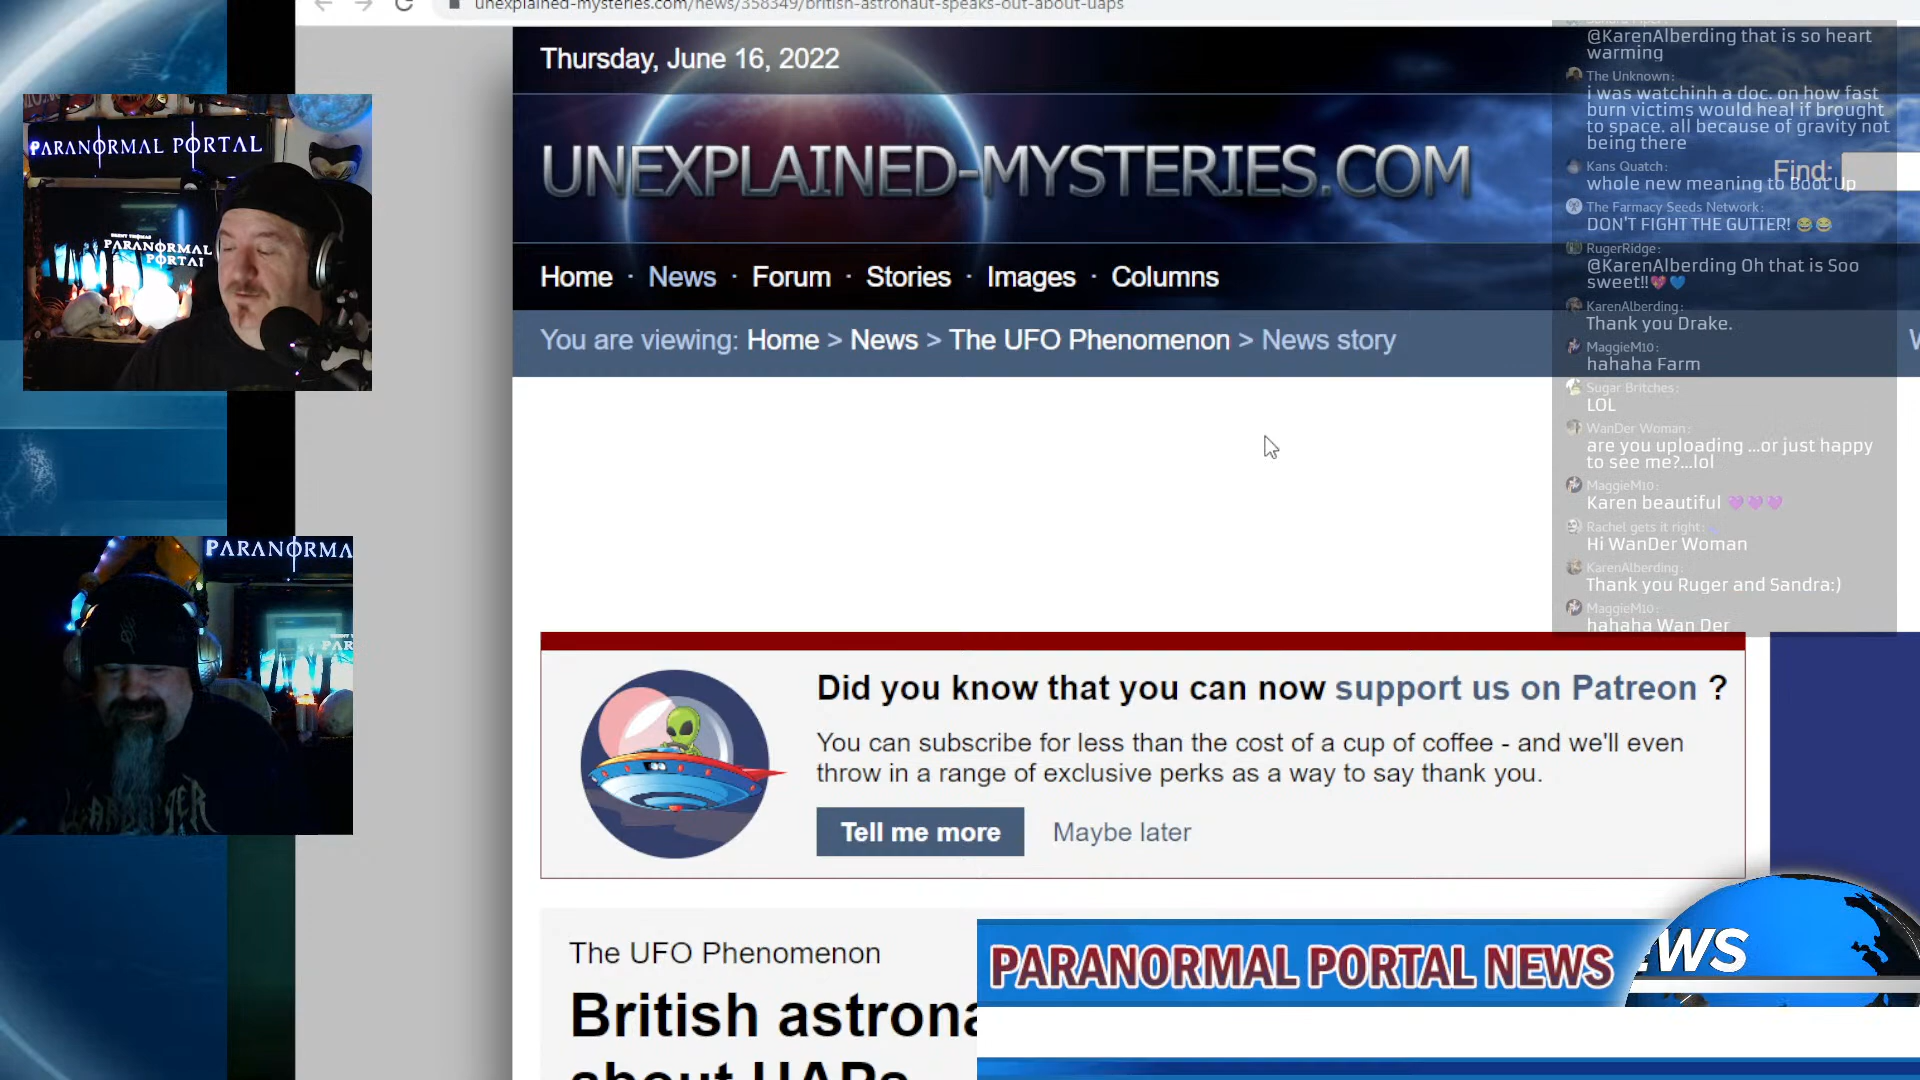 unexplained-mysteries.com/news/358349/british-astronaut-speaks-out-about-uaps
Thursday, June 16, 2022
UNEXPLAINED-MYSTERIES.COM
Find:
Home · News · Forum · Stories · Images · Columns
You are viewing: Home > News > The UFO Phenomenon > News story
PARANORMAL PORTAL
PARANORMAL
PORTAL
PARANORMA
@KarenAlberding that is so heart
warming
The Unknown:
i was watchinh a doc. on how fast
burn victims would heal if brought
to space. all because of gravity not
being there
Kans Quatch:
whole new meaning to Boot Up
The Farmacy Seeds Network:
DON'T FIGHT THE GUTTER! 😂😂
RugerRidge:
@KarenAlberding Oh that is Soo
sweet!!💖💙
KarenAlberding:
Thank you Drake.
MaggieM10:
hahaha Farm
Sugar Britches:
LOL
WanDer Woman:
are you uploading ...or just happy
to see me?...lol
MaggieM10:
Karen beautiful 💜💜💜
Rachel gets it right:
Hi WanDer Woman
KarenAlberding:
Thank you Ruger and Sandra:)
MaggieM10:
hahaha Wan Der
Did you know that you can now support us on Patreon ?
You can subscribe for less than the cost of a cup of coffee - and we'll even
throw in a range of exclusive perks as a way to say thank you.
Tell me more
Maybe later
The UFO Phenomenon
British astrona
about UAPs
PARANORMAL PORTAL NEWS
EWS